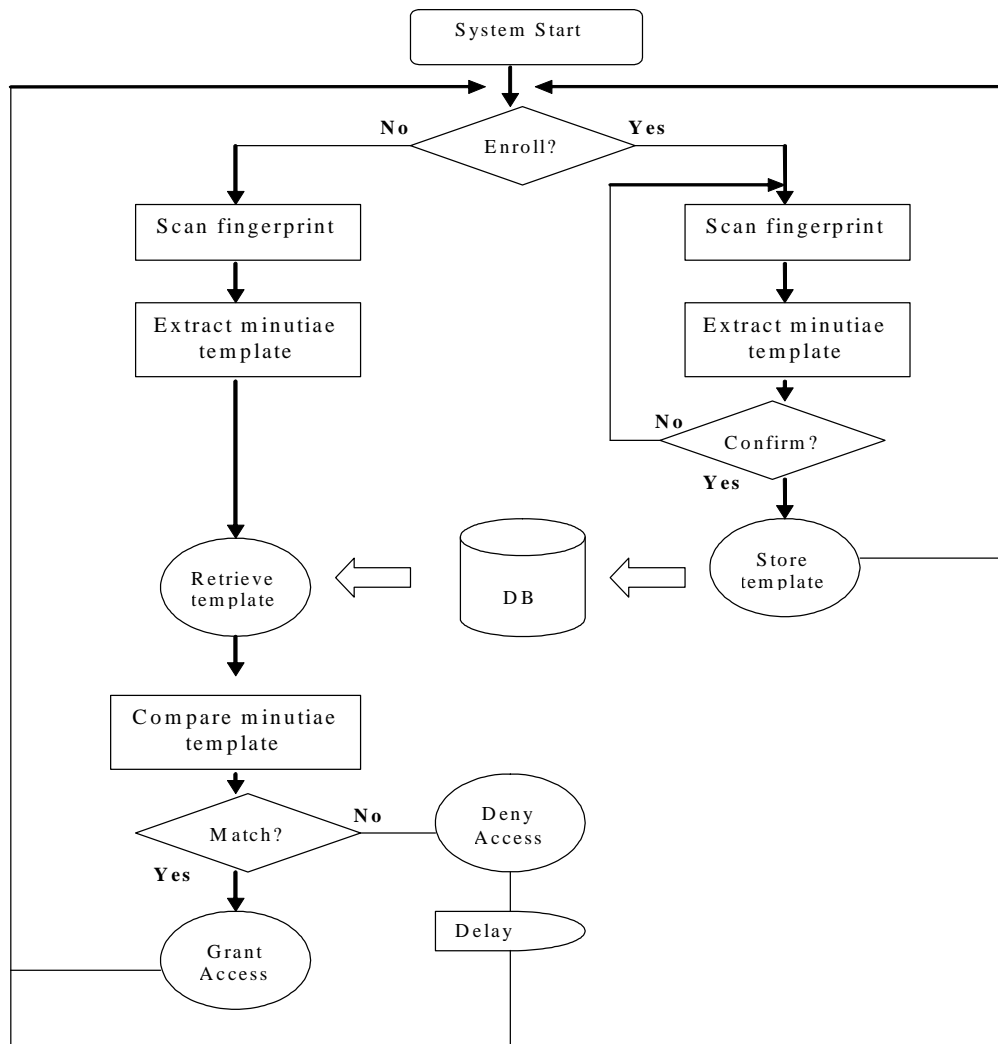 System Start
No
Yes
Enroll?
Scan fingerprint
Scan fingerprint
Extract minutiae
template
Extract minutiae
template
No
Confirm?
Yes
Retrieve
template
DB
Store
template
Compare minutiae
template
Match?
No
Deny
Access
Yes
Delay
Grant
Access